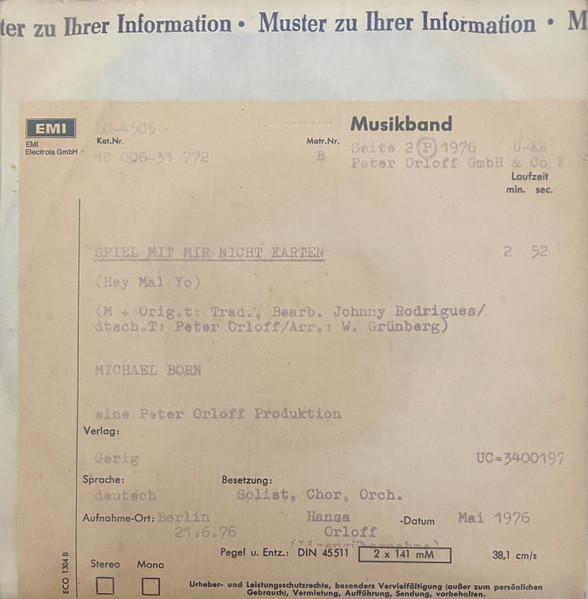 ter zu Ihrer Information • Muster zu Ihrer Information • M
EMI
EMI
Electrola GmbH
LC-4505
Kat.Nr.
1C 006-31 772
Matr.Nr.
B
Musikband
Seite 2 Ⓟ 1976 U-Kö
Peter Orloff GmbH & Co
Laufzeit
min. sec.
SPIEL MIT MIR NICHT KARTEN 2 52
(Hey Mal Yo)
(M + Orig.t: Trad., Bearb. Johnny Rodrigues/
dtsch.T: Peter Orloff/Arr.: W. Grünberg)
MICHAEL BORN
eine Peter Orloff Produktion
Verlag:
Gerig UC=3400197
Sprache: Besetzung:
deutsch Solist, Chor, Orch.
Aufnahme-Ort: Berlin Hansa -Datum Mai 1976
21.6.76 Orloff
(Lizenzübernahme)
Pegel u. Entz.: DIN 45511 2 x 141 mM 38,1 cm/s
Stereo Mono
ECO 1304 B
Urheber- und Leistungsschutzrechte, besonders Vervielfältigung (außer zum persönlichen
Gebrauch), Vermietung, Aufführung, Sendung, vorbehalten.